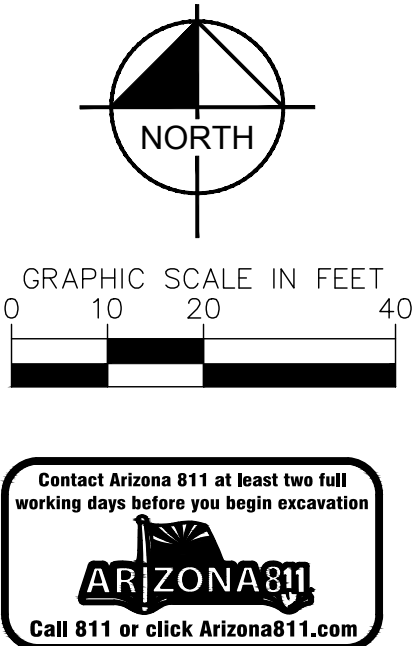 NORTH
GRAPHIC SCALE IN FEET
0 10 20 40
Contact Arizona 811 at least two full
working days before you begin excavation
ARIZONA811
Call 811 or click Arizona811.com